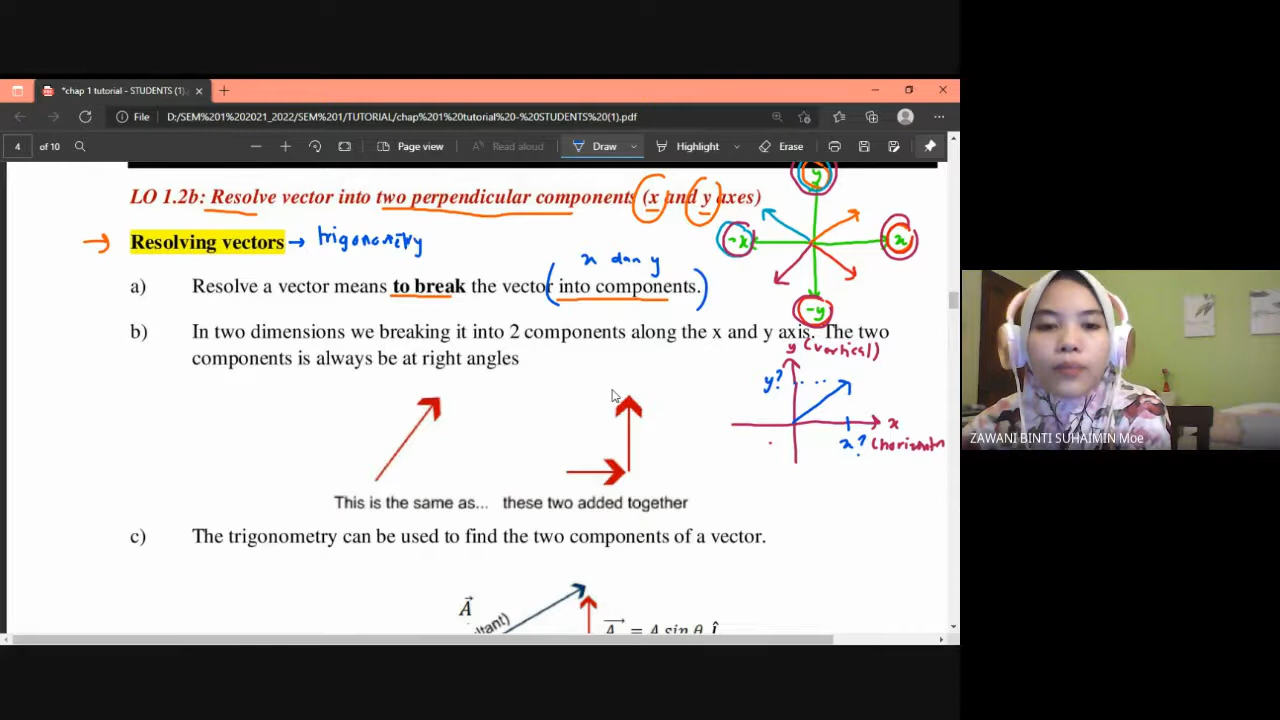 *chap 1 tutorial - STUDENTS (1).
File D:/SEM%201%202021_2022/SEM%201/TUTORIAL/chap%201%20tutorial%20-%20STUDENTS%20(1).pdf
4 of 10 Page view Read aloud Draw Highlight Erase
LO 1.2b: Resolve vector into two perpendicular components (x and y axes)
y
-x
x
-y
Resolving vectors → trigonometry
x dan y
a) Resolve a vector means to break the vector into components.
b) In two dimensions we breaking it into 2 components along the x and y axis. The two
components is always be at right angles
y (vertical)
y?
x
x? (horizontal
This is the same as... these two added together
c) The trigonometry can be used to find the two components of a vector.
A
= A sin θ
ZAWANI BINTI SUHAIMIN Moe